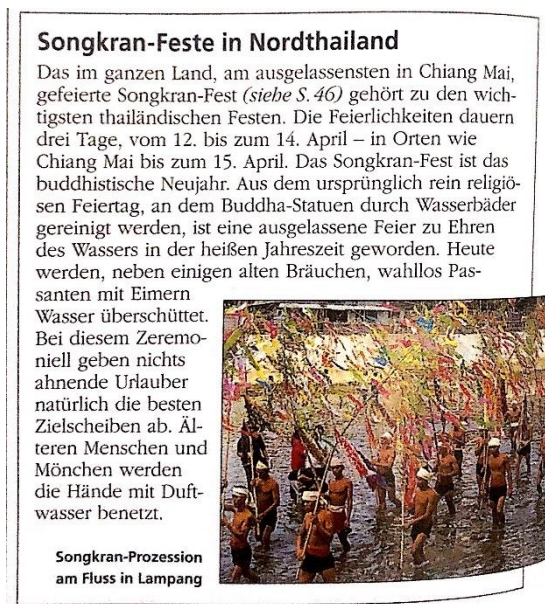 Songkran-Feste in Nordthailand
Das im ganzen Land, am ausgelassensten in Chiang Mai,
gefeierte Songkran-Fest (siehe S. 46) gehört zu den wich-
tigsten thailändischen Festen. Die Feierlichkeiten dauern
drei Tage, vom 12. bis zum 14. April – in Orten wie
Chiang Mai bis zum 15. April. Das Songkran-Fest ist das
buddhistische Neujahr. Aus dem ursprünglich rein religiö-
sen Feiertag, an dem Buddha-Statuen durch Wasserbäder
gereinigt werden, ist eine ausgelassene Feier zu Ehren
des Wassers in der heißen Jahreszeit geworden. Heute
werden, neben einigen alten Bräuchen, wahllos Pas-
santen mit Eimern
Wasser überschüttet.
Bei diesem Zeremo-
niell geben nichts
ahnende Urlauber
natürlich die besten
Zielscheiben ab. Äl-
teren Menschen und
Mönchen werden
die Hände mit Duft-
wasser benetzt.
Songkran-Prozession
am Fluss in Lampang